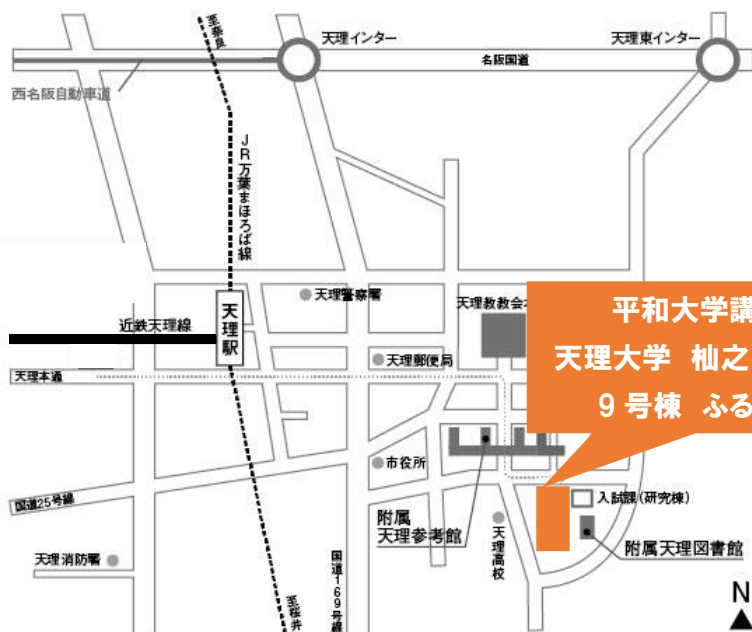 至奈良
天理インター
天理東インター
名阪国道
西名阪自動車道
JR万葉まほろば線
天理警察署
天理教教会本
天理駅
近鉄天理線
平和大学講
天理大学 杣之
9号棟 ふる
天理郵便局
天理本通
市役所
国道25号線
附属
天理参考館
入試課(研究棟)
天理高校
附属天理図書館
天理消防署
国道169号線
至桜井
N